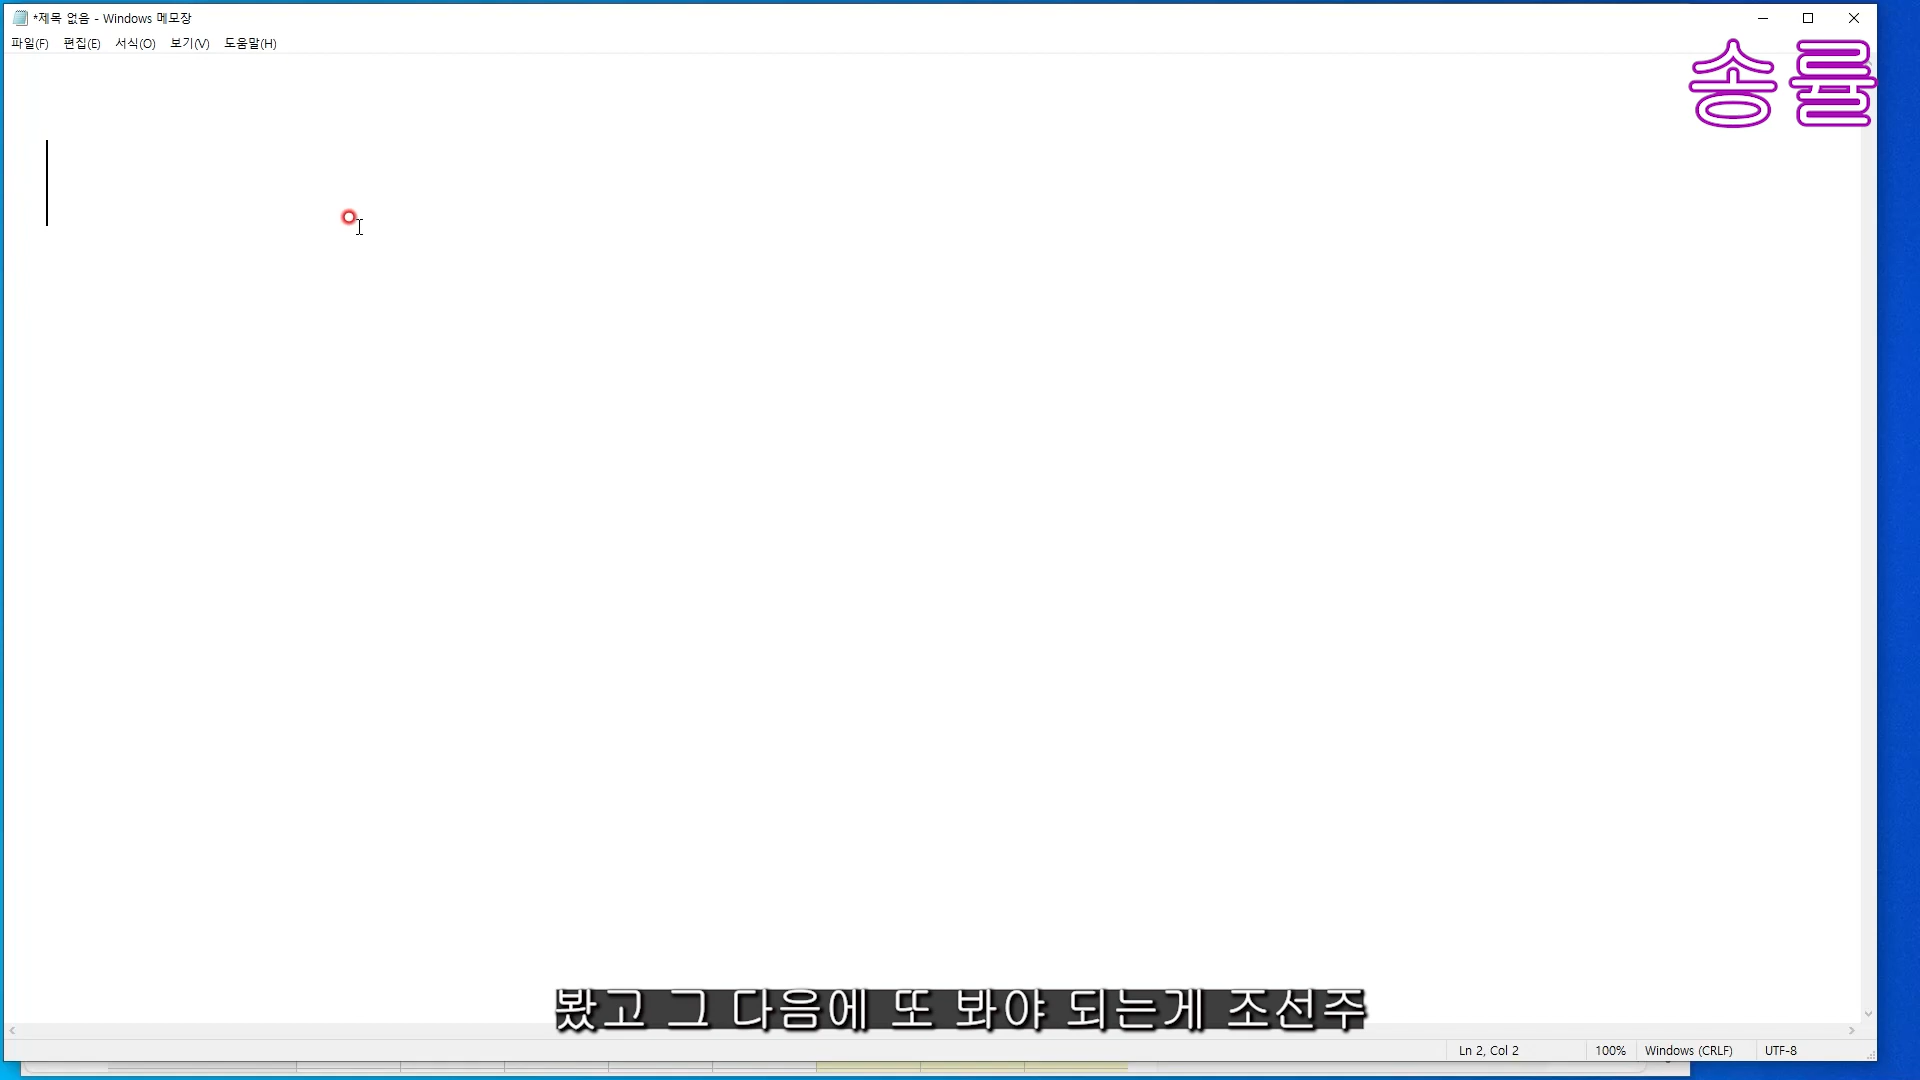 *제목 없음 - Windows 메모장
파일(F) 편집(E) 서식(O) 보기(V) 도움말(H)
송률
봤고 그 다음에 또 봐야 되는게 조선주
Ln 2, Col 2 100% Windows (CRLF) UTF-8